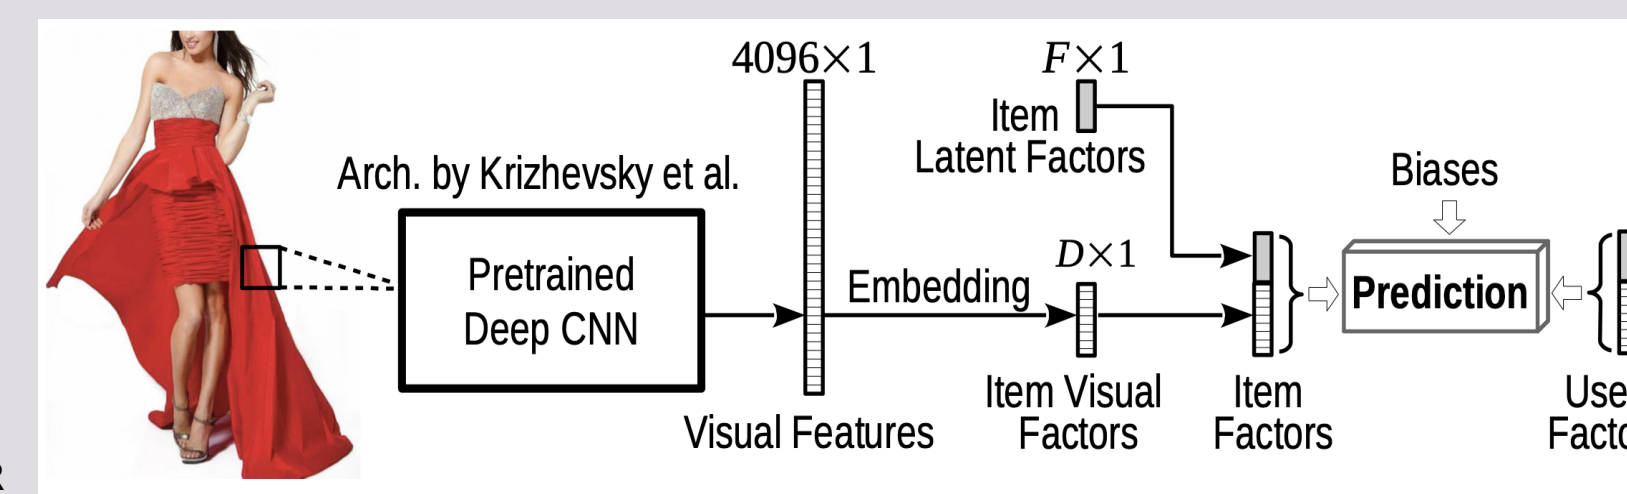 4096×1
F×1
Item
Latent Factors
Arch. by Krizhevsky et al.
Biases
Pretrained
Deep CNN
Embedding
D×1
Prediction
Visual Features
Item Visual
Factors
Item
Factors